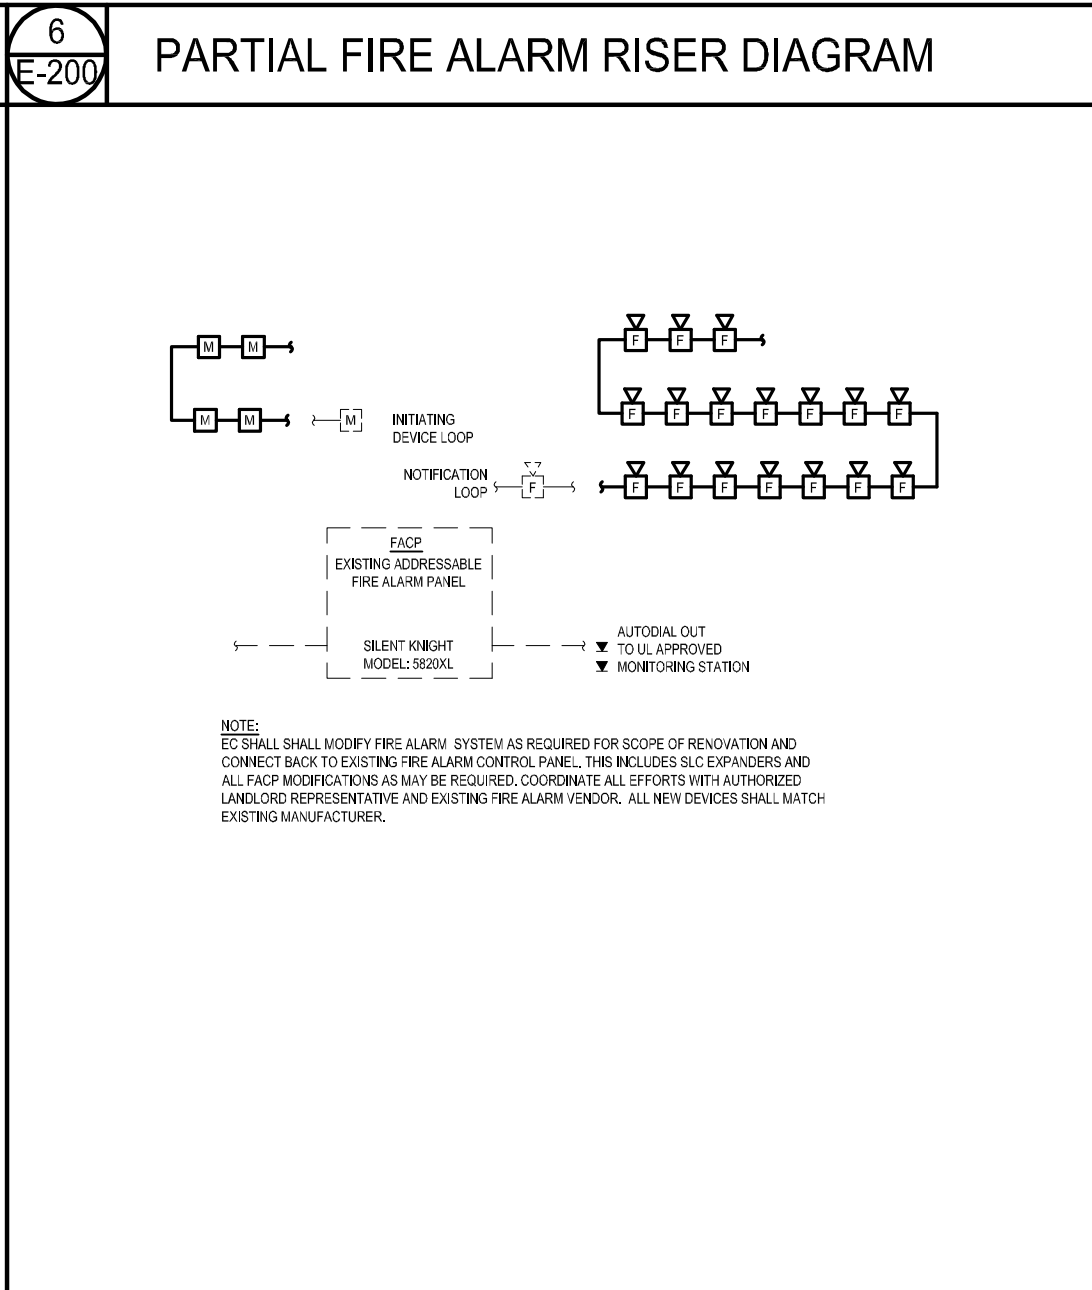 6
E-200
PARTIAL FIRE ALARM RISER DIAGRAM
F F F
M M
F F F F F F F
M M M
INITIATING
DEVICE LOOP
NOTIFICATION
LOOP
F
F F F F F F F
FACP
EXISTING ADDRESSABLE
FIRE ALARM PANEL
SILENT KNIGHT
MODEL: 5820XL
AUTODIAL OUT
TO UL APPROVED
MONITORING STATION
NOTE:
EC SHALL SHALL MODIFY FIRE ALARM SYSTEM AS REQUIRED FOR SCOPE OF RENOVATION AND
CONNECT BACK TO EXISTING FIRE ALARM CONTROL PANEL. THIS INCLUDES SLC EXPANDERS AND
ALL FACP MODIFICATIONS AS MAY BE REQUIRED. COORDINATE ALL EFFORTS WITH AUTHORIZED
LANDLORD REPRESENTATIVE AND EXISTING FIRE ALARM VENDOR. ALL NEW DEVICES SHALL MATCH
EXISTING MANUFACTURER.